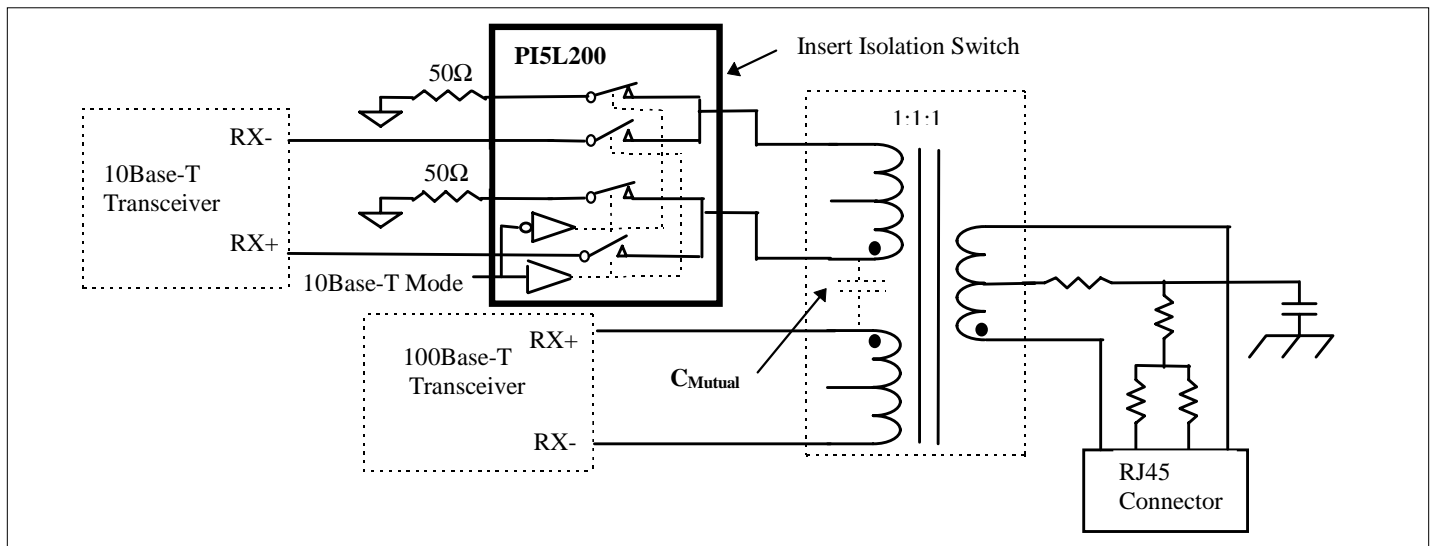 PI5L200
Insert Isolation Switch
50Ω
1:1:1
RX-
10Base-T
Transceiver
50Ω
RX+
10Base-T Mode
RX+
100Base-T
Transceiver
CMutual
RX-
RJ45
Connector